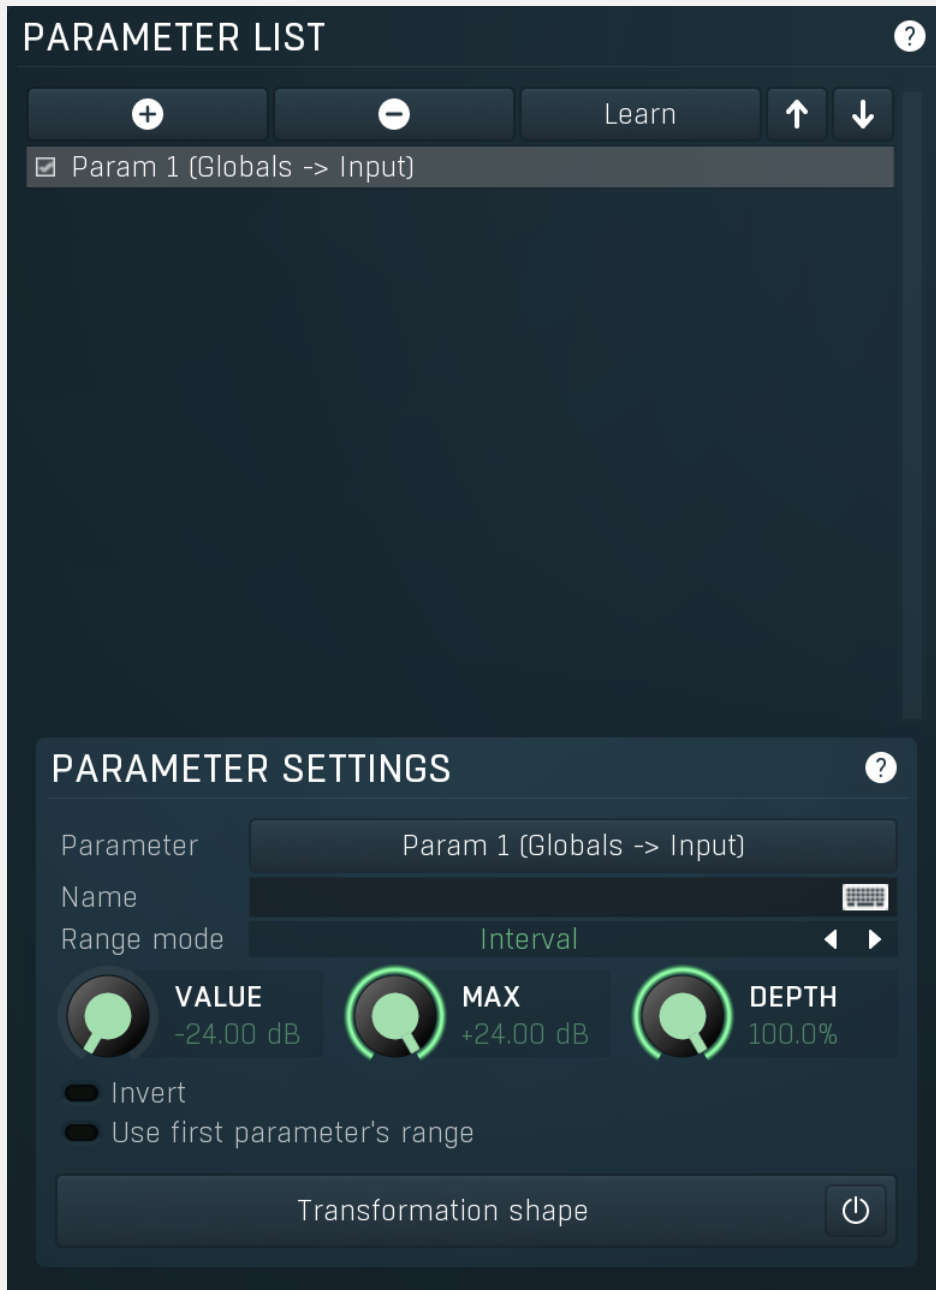 PARAMETER LIST
?
Learn
Param 1 (Globals -> Input)
PARAMETER SETTINGS
?
Parameter Param 1 (Globals -> Input)
Name
Range mode Interval
VALUE MAX DEPTH
-24.00 dB +24.00 dB 100.0%
Invert
Use first parameter's range
Transformation shape